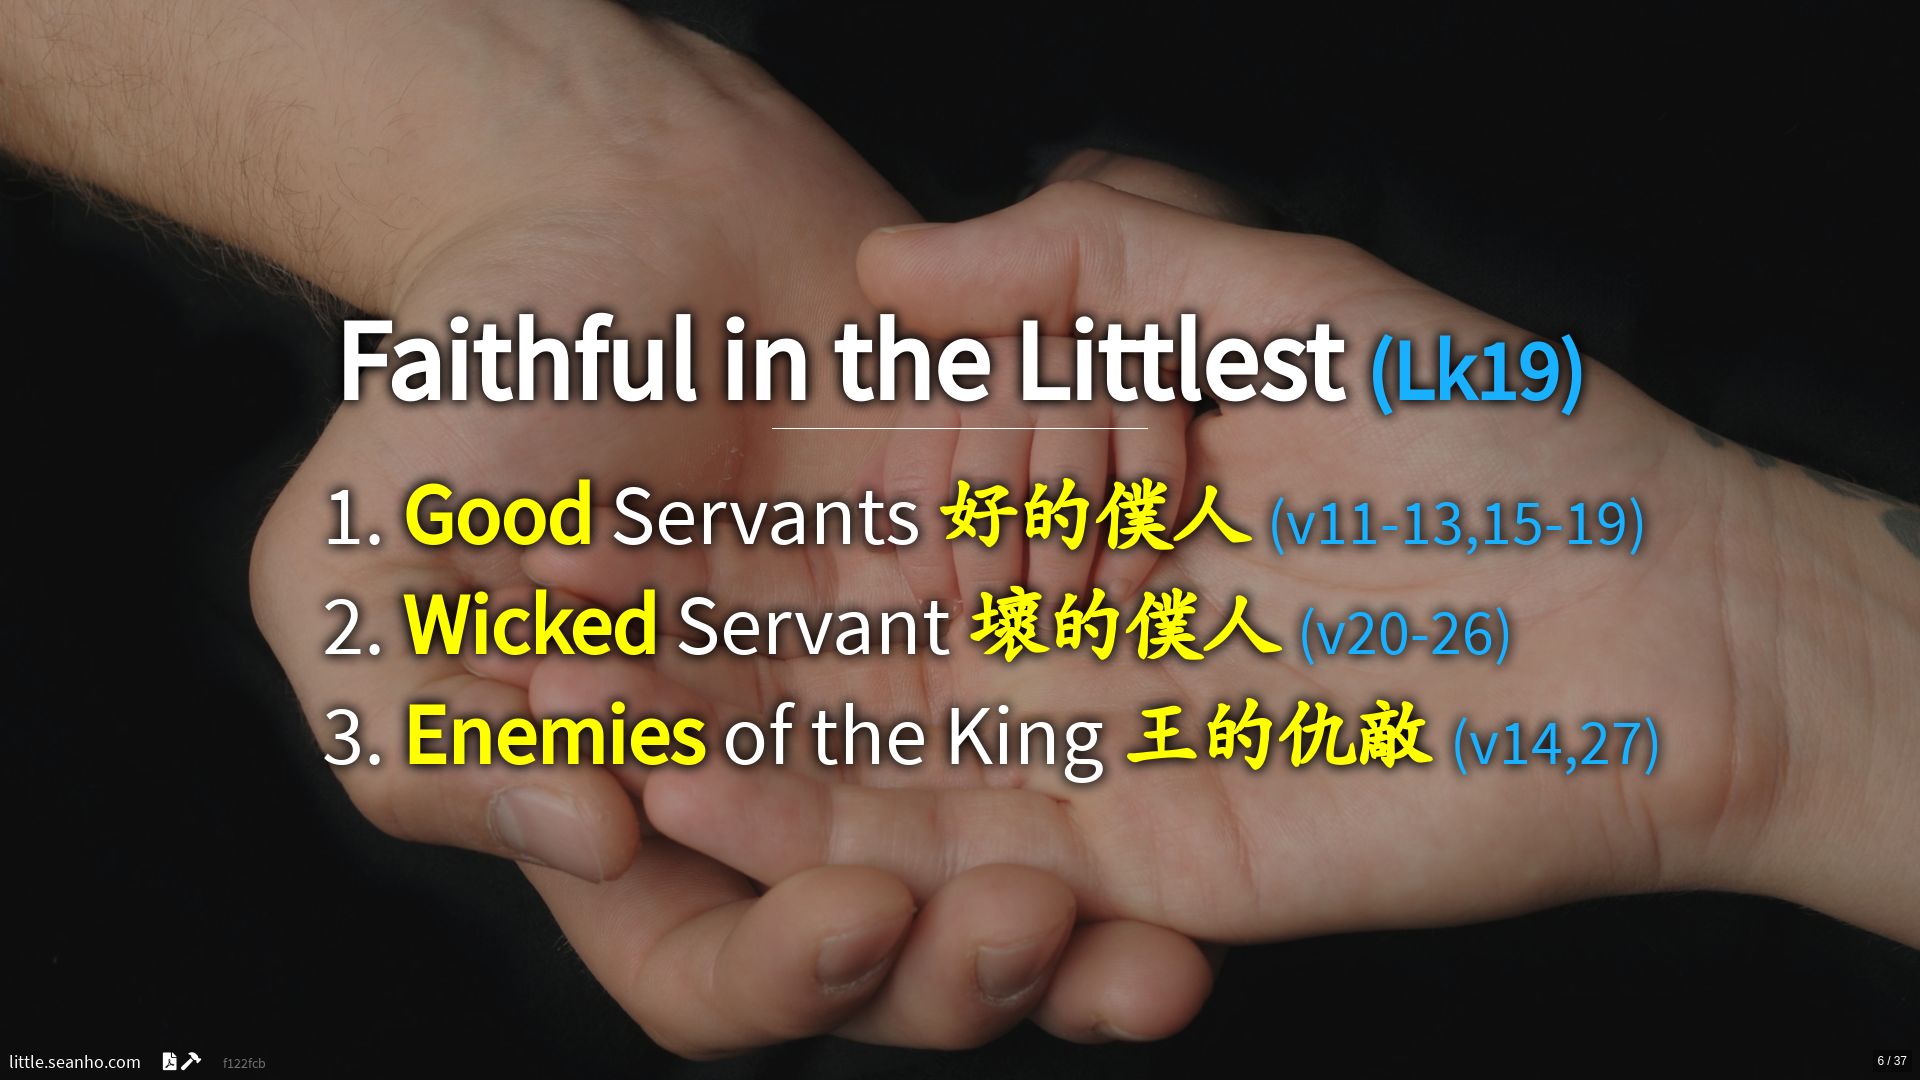 Faithful in the Littlest (Lk19)
1. Good Servants 好的僕人 (v11-13,15-19)
2. Wicked Servant 壞的僕人 (v20-26)
3. Enemies of the King 王的仇敵 (v14,27)
little.seanho.com f122fcb 6 / 37